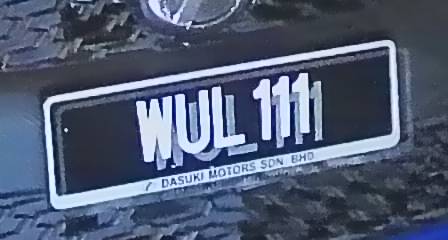 WUL 111
DASUKI MOTORS SDN. BHD